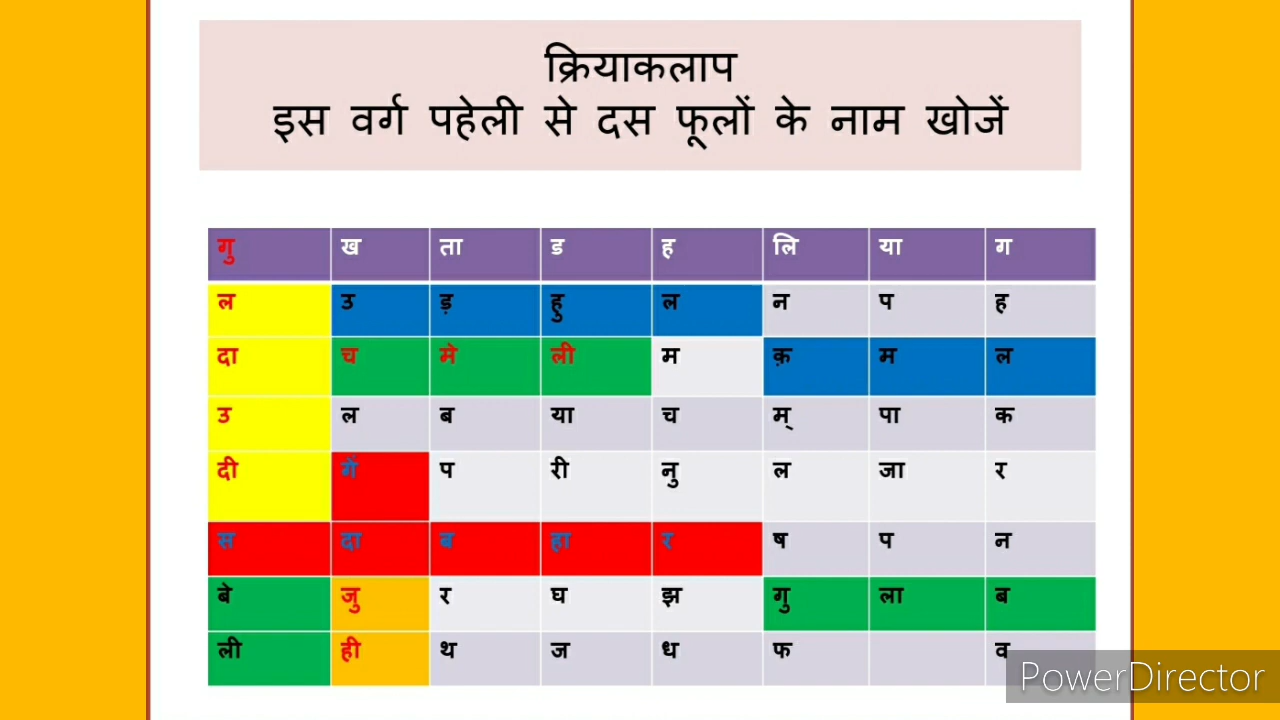 क्रियाकलाप
इस वर्ग पहेली से दस फूलों के नाम खोजें
गु ख ता ड ह लि या ग
ल उ ड़ हु ल न प ह
दा च मे ली म क़ म ल
उ ल ब या च म् पा क
दी गें प री नु ल जा र
स दा ब हा र ष प न
बे जु र घ झ गु ला ब
ली ही थ ज ध फ व
PowerDirector